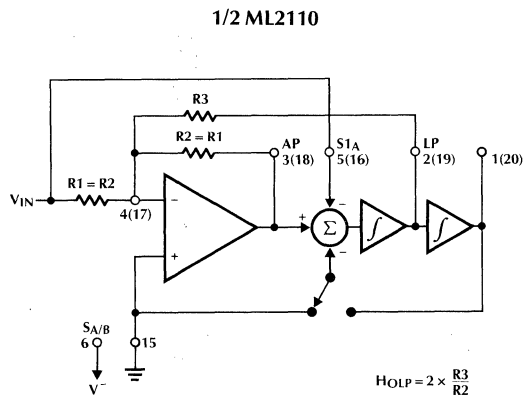 1/2 ML2110
R3
R2 = R1
AP
3(18)
S1A
5(16)
LP
2(19)
1(20)
VIN
R1 = R2
4(17)
−
+
+
−
Σ
−
∫
∫
SA/B
6
15
V−
HOLP = 2 × R3/R2